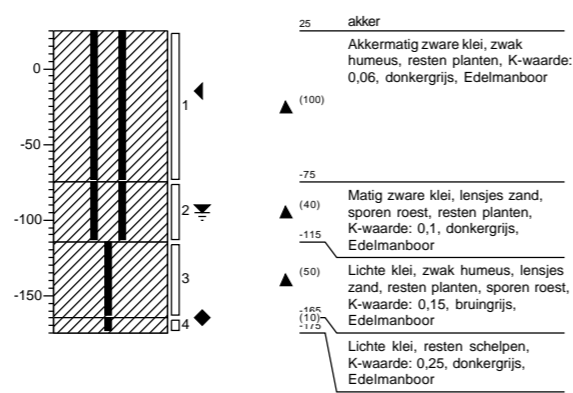 25 akker
Akkermatig zware klei, zwak
humeus, resten planten, K-waarde:
0,06, donkergrijs, Edelmanboor
0
1
(100)
-50
-75
Matig zware klei, lensjes zand,
sporen roest, resten planten,
K-waarde: 0,1, donkergrijs,
Edelmanboor
-100
2
(40)
-115
Lichte klei, zwak humeus, lensjes
zand, resten planten, sporen roest,
K-waarde: 0,15, bruingrijs,
Edelmanboor
3
(50)
-150
-165
4
(10)
-175
Lichte klei, resten schelpen,
K-waarde: 0,25, donkergrijs,
Edelmanboor